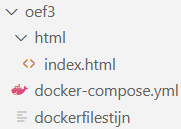 oef3
html
index.html
docker-compose.yml
dockerfilestijn